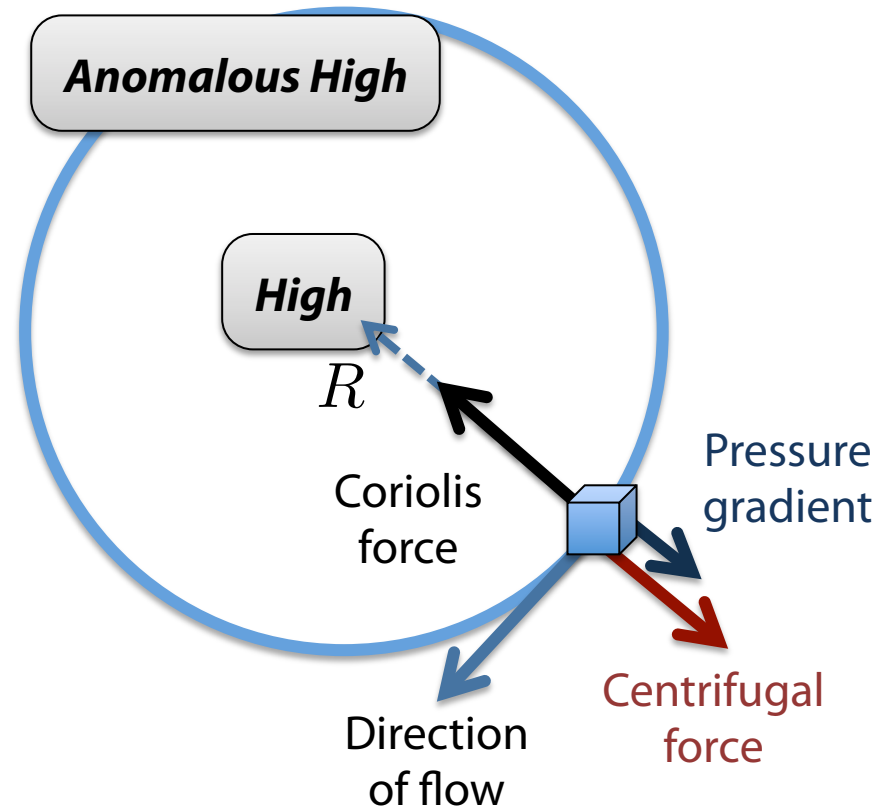 Anomalous High
High
R
Coriolis
force
Pressure
gradient
Centrifugal
force
Direction
of flow